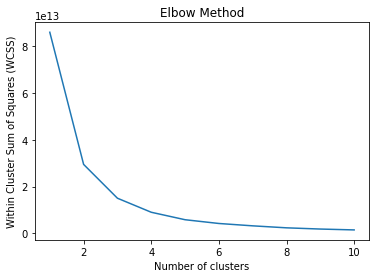 Elbow Method
1e13
8
6
4
2
0
Within Cluster Sum of Squares (WCSS)
2 4 6 8 10
Number of clusters